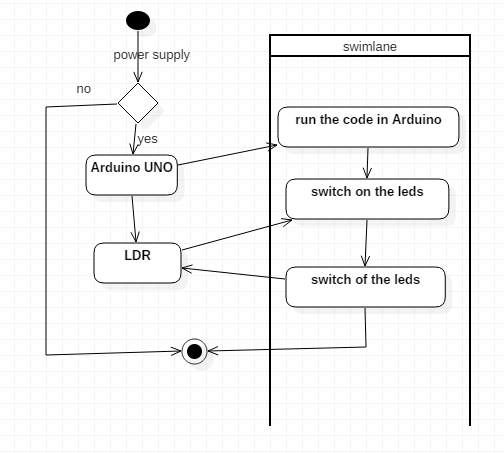 swimlane
power supply
no
run the code in Arduino
yes
Arduino UNO
switch on the leds
LDR
switch of the leds